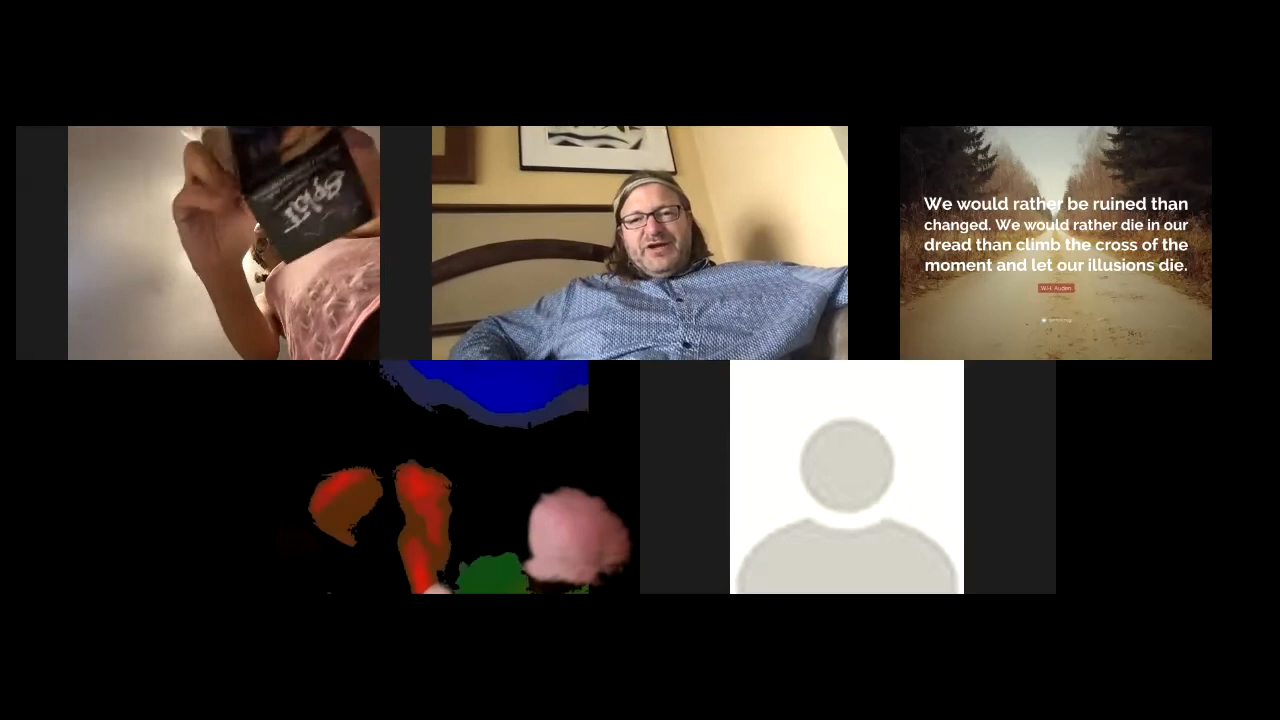 Split
We would rather be ruined than
changed. We would rather die in our
dread than climb the cross of the
moment and let our illusions die.
W.H. Auden